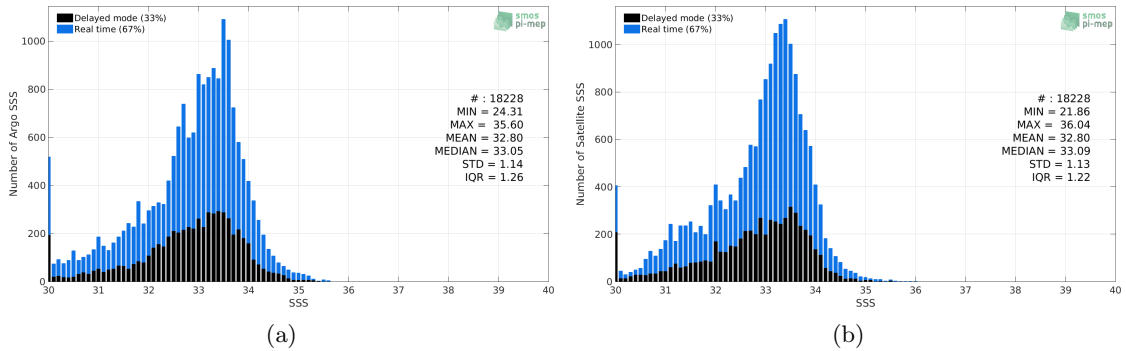 Delayed mode (33%)
Real time (67%)
smos
pi-mep
1000
800
600
400
200
0
Number of Argo SSS
# : 18228
MIN = 24.31
MAX = 35.60
MEAN = 32.80
MEDIAN = 33.05
STD = 1.14
IQR = 1.26
30 31 32 33 34 35 36 37 38 39 40
SSS
(a)
Delayed mode (33%)
Real time (67%)
smos
pi-mep
1000
800
600
400
200
0
Number of Satellite SSS
# : 18228
MIN = 21.86
MAX = 36.04
MEAN = 32.80
MEDIAN = 33.09
STD = 1.13
IQR = 1.22
30 31 32 33 34 35 36 37 38 39 40
SSS
(b)